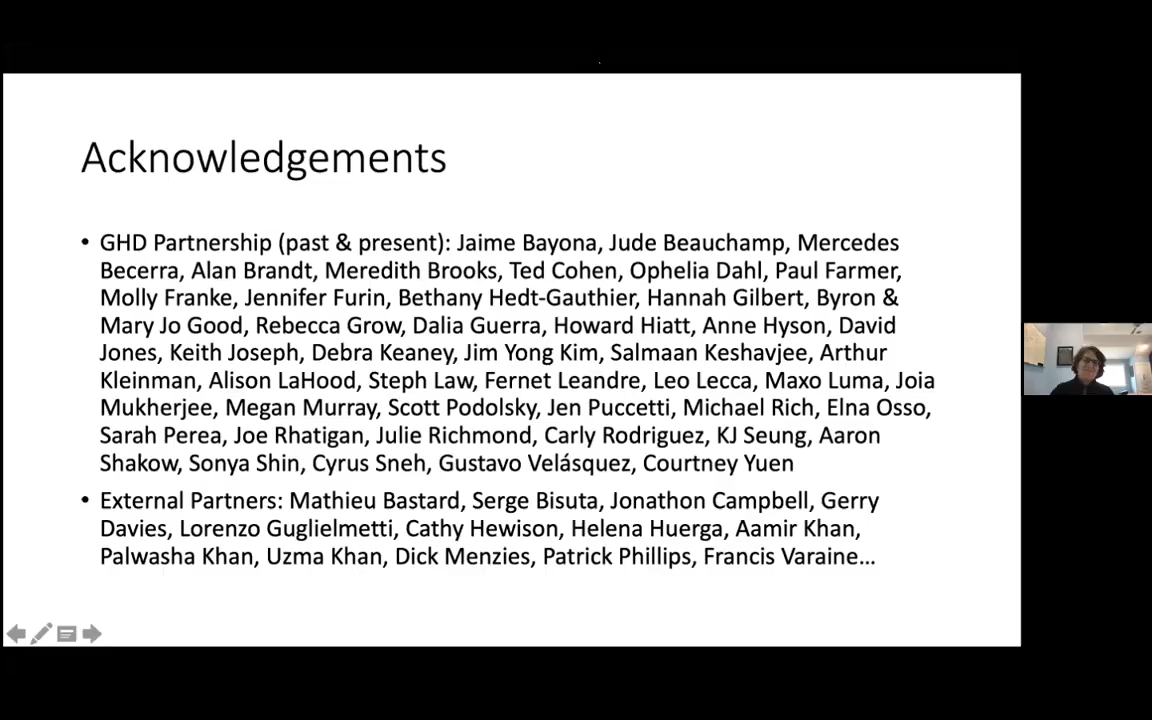 Acknowledgements
• GHD Partnership (past & present): Jaime Bayona, Jude Beauchamp, Mercedes
Becerra, Alan Brandt, Meredith Brooks, Ted Cohen, Ophelia Dahl, Paul Farmer,
Molly Franke, Jennifer Furin, Bethany Hedt-Gauthier, Hannah Gilbert, Byron &
Mary Jo Good, Rebecca Grow, Dalia Guerra, Howard Hiatt, Anne Hyson, David
Jones, Keith Joseph, Debra Keaney, Jim Yong Kim, Salmaan Keshavjee, Arthur
Kleinman, Alison LaHood, Steph Law, Fernet Leandre, Leo Lecca, Maxo Luma, Joia
Mukherjee, Megan Murray, Scott Podolsky, Jen Puccetti, Michael Rich, Elna Osso,
Sarah Perea, Joe Rhatigan, Julie Richmond, Carly Rodriguez, KJ Seung, Aaron
Shakow, Sonya Shin, Cyrus Sneh, Gustavo Velásquez, Courtney Yuen
• External Partners: Mathieu Bastard, Serge Bisuta, Jonathon Campbell, Gerry
Davies, Lorenzo Guglielmetti, Cathy Hewison, Helena Huerga, Aamir Khan,
Palwasha Khan, Uzma Khan, Dick Menzies, Patrick Phillips, Francis Varaine…